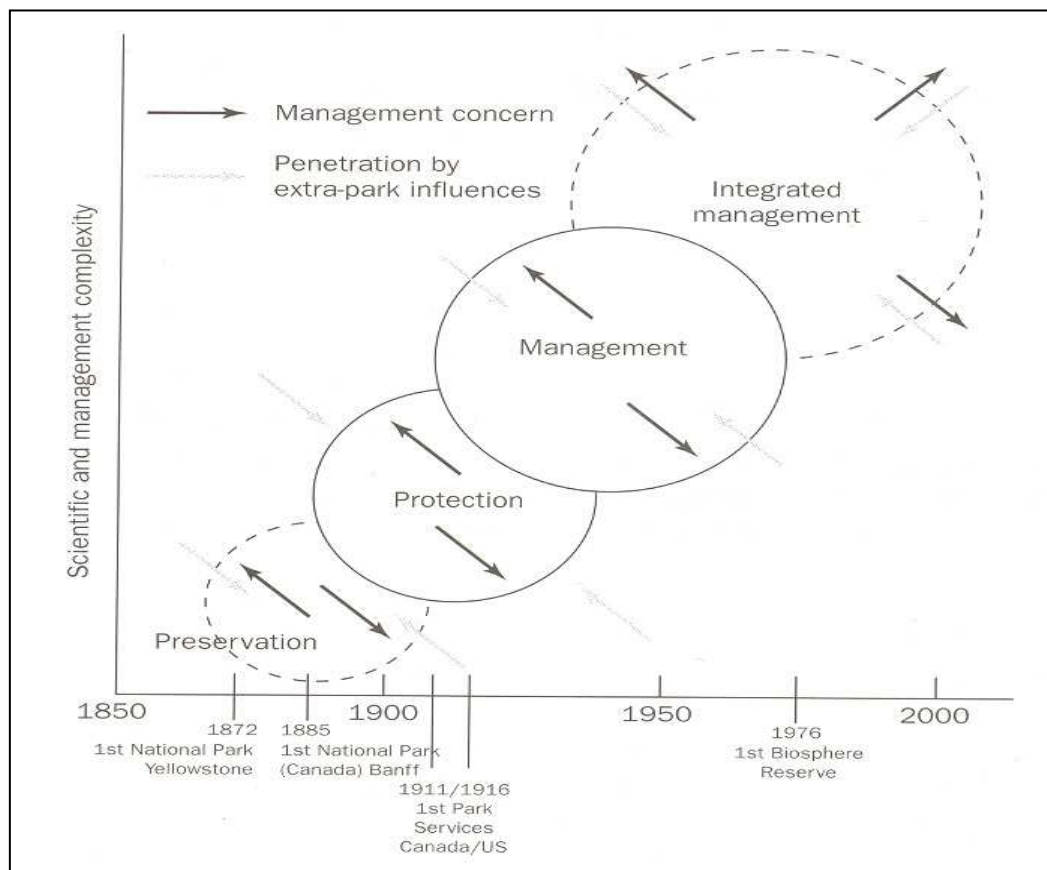 Management concern
Penetration by
extra-park influences
Integrated
management
Management
Protection
Preservation
Scientific and management complexity
1850
1900
1950
2000
1872
1st National Park
Yellowstone
1885
1st National Park
(Canada) Banff
1911/1916
1st Park
Services
Canada/US
1976
1st Biosphere
Reserve